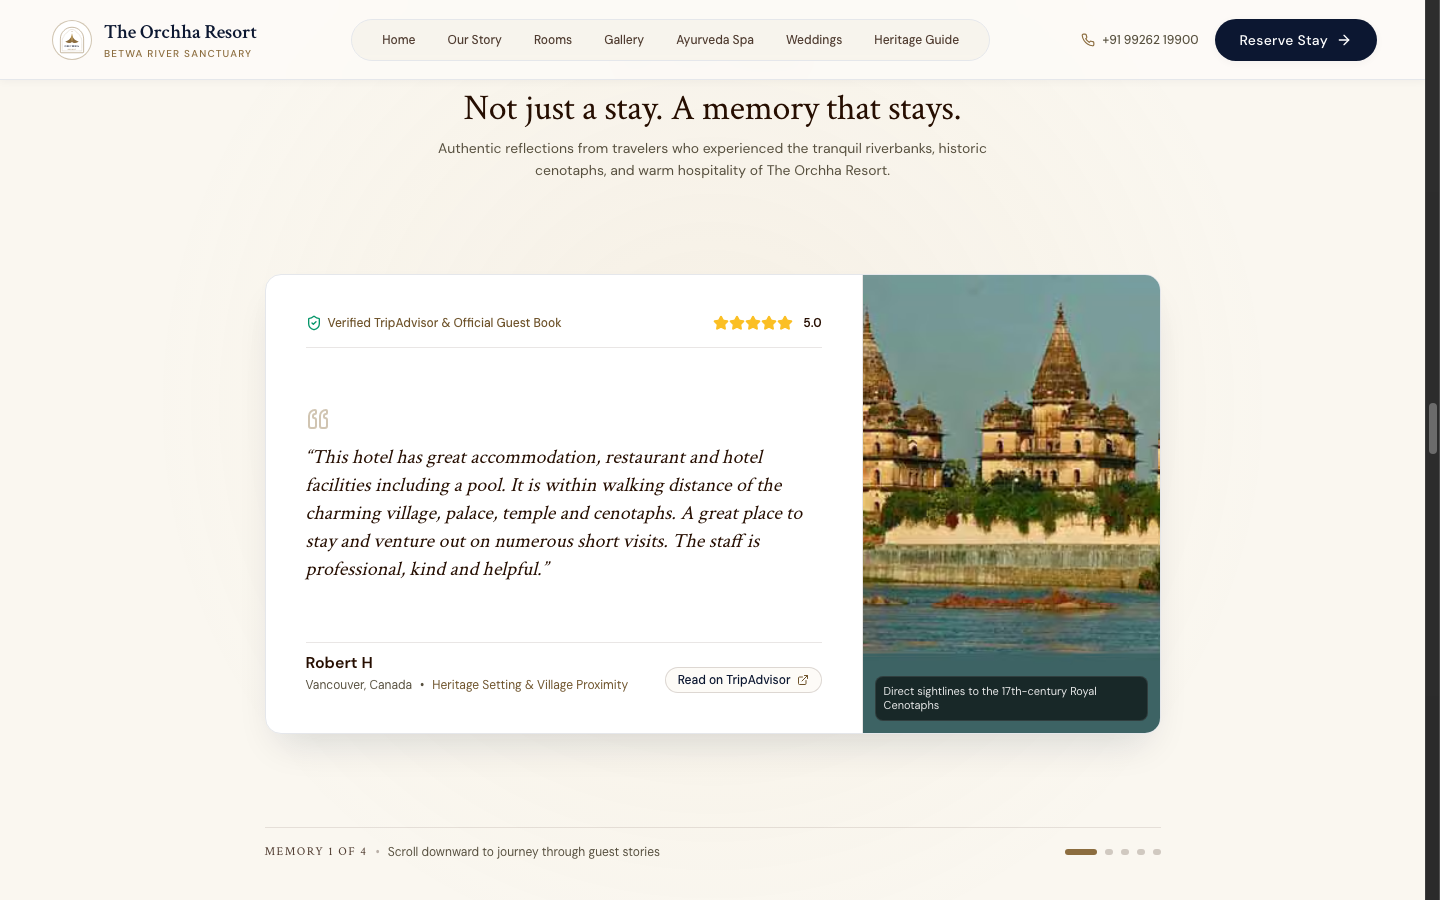 The Orchha Resort
BETWA RIVER SANCTUARY
Home
Our Story
Rooms
Gallery
Ayurveda Spa
Weddings
Heritage Guide
+91 99262 19900
Reserve Stay
Not just a stay. A memory that stays.
Authentic reflections from travelers who experienced the tranquil riverbanks, historic
cenotaphs, and warm hospitality of The Orchha Resort.
Verified TripAdvisor & Official Guest Book
5.0
“This hotel has great accommodation, restaurant and hotel
facilities including a pool. It is within walking distance of the
charming village, palace, temple and cenotaphs. A great place to
stay and venture out on numerous short visits. The staff is
professional, kind and helpful.”
Robert H
Vancouver, Canada • Heritage Setting & Village Proximity
Read on TripAdvisor
Direct sightlines to the 17th-century Royal
Cenotaphs
MEMORY 1 OF 4 • Scroll downward to journey through guest stories